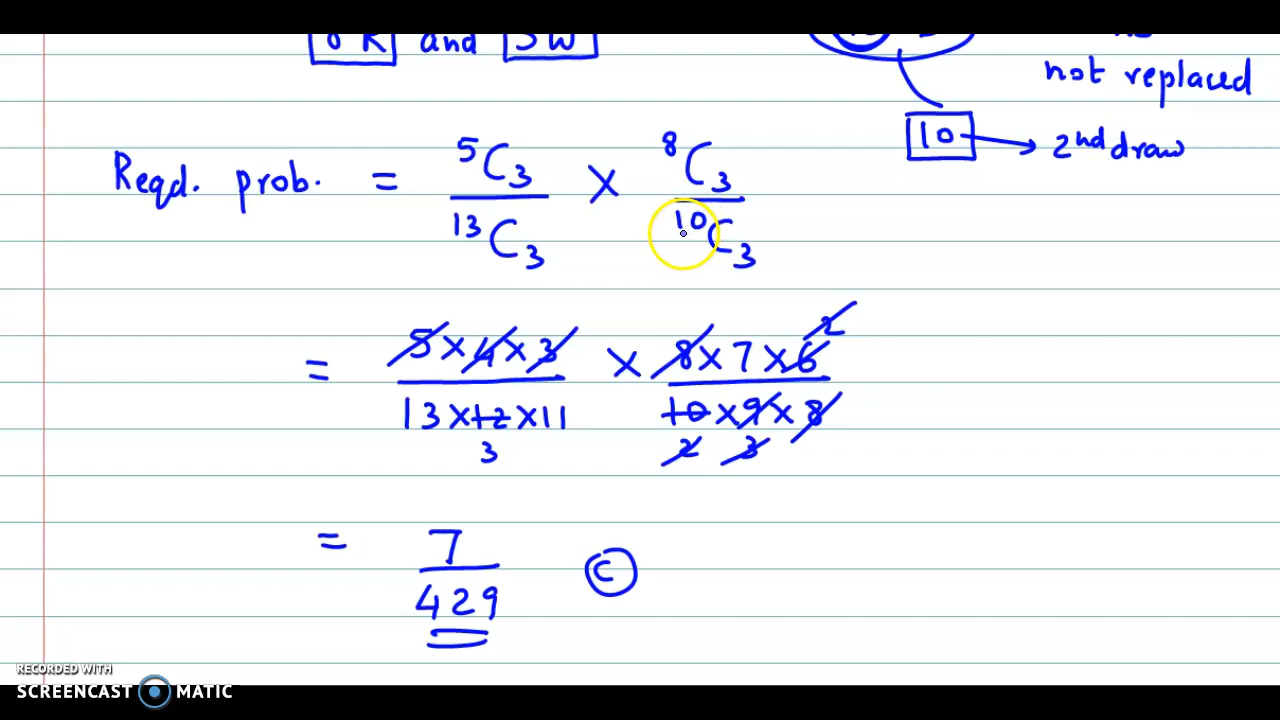 and
not replaced
10 → 2nd draw
Reqd. prob. = ⁵C₃ / ¹³C₃ × ⁸C₃ / ¹⁰C₃
= 5×4×3 / 13×12×11 × 8×7×6 / 10×9×8
2
3 2 3
= 7 / 429 (C)
RECORDED WITH
SCREENCAST MATIC